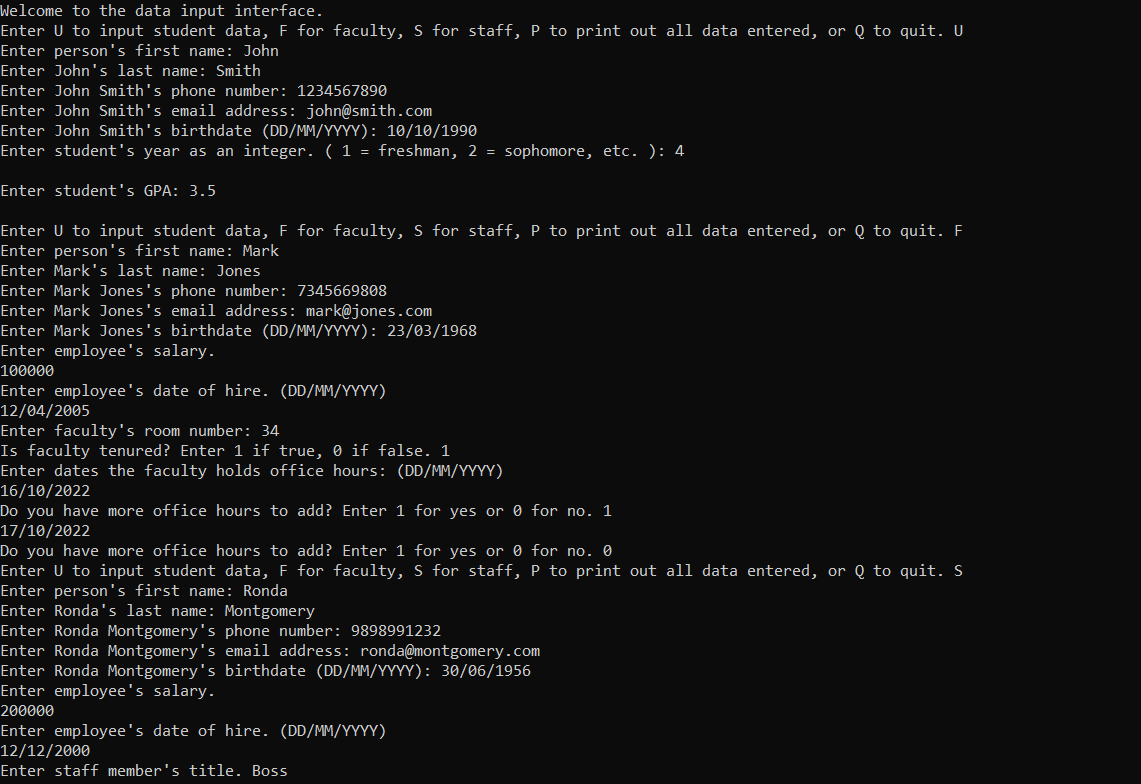 Welcome to the data input interface.
Enter U to input student data, F for faculty, S for staff, P to print out all data entered, or Q to quit. U
Enter person's first name: John
Enter John's last name: Smith
Enter John Smith's phone number: 1234567890
Enter John Smith's email address: john@smith.com
Enter John Smith's birthdate (DD/MM/YYYY): 10/10/1990
Enter student's year as an integer. ( 1 = freshman, 2 = sophomore, etc. ): 4
Enter student's GPA: 3.5
Enter U to input student data, F for faculty, S for staff, P to print out all data entered, or Q to quit. F
Enter person's first name: Mark
Enter Mark's last name: Jones
Enter Mark Jones's phone number: 7345669808
Enter Mark Jones's email address: mark@jones.com
Enter Mark Jones's birthdate (DD/MM/YYYY): 23/03/1968
Enter employee's salary.
100000
Enter employee's date of hire. (DD/MM/YYYY)
12/04/2005
Enter faculty's room number: 34
Is faculty tenured? Enter 1 if true, 0 if false. 1
Enter dates the faculty holds office hours: (DD/MM/YYYY)
16/10/2022
Do you have more office hours to add? Enter 1 for yes or 0 for no. 1
17/10/2022
Do you have more office hours to add? Enter 1 for yes or 0 for no. 0
Enter U to input student data, F for faculty, S for staff, P to print out all data entered, or Q to quit. S
Enter person's first name: Ronda
Enter Ronda's last name: Montgomery
Enter Ronda Montgomery's phone number: 9898991232
Enter Ronda Montgomery's email address: ronda@montgomery.com
Enter Ronda Montgomery's birthdate (DD/MM/YYYY): 30/06/1956
Enter employee's salary.
200000
Enter employee's date of hire. (DD/MM/YYYY)
12/12/2000
Enter staff member's title. Boss